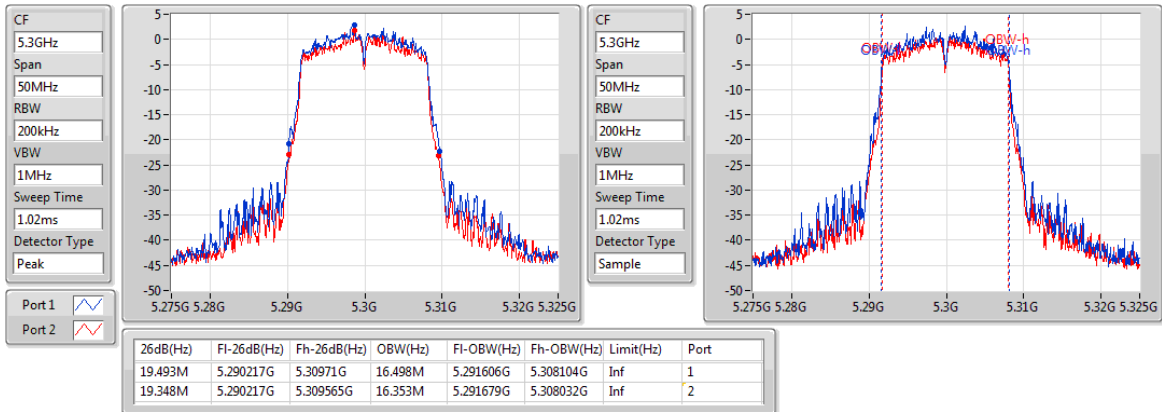 CF
5.3GHz
Span
50MHz
RBW
200kHz
VBW
1MHz
Sweep Time
1.02ms
Detector Type
Peak
Port 1
Port 2
5
0
-5
-10
-15
-20
-25
-30
-35
-40
-45
-50
5.275G 5.28G 5.29G 5.3G 5.31G 5.32G 5.325G
CF
5.3GHz
Span
50MHz
RBW
200kHz
VBW
1MHz
Sweep Time
1.02ms
Detector Type
Sample
5
0
-5
-10
-15
-20
-25
-30
-35
-40
-45
-50
OBW-h
OBW-h
5.275G 5.28G 5.29G 5.3G 5.31G 5.32G 5.325G
26dB(Hz) Fl-26dB(Hz) Fh-26dB(Hz) OBW(Hz) Fl-OBW(Hz) Fh-OBW(Hz) Limit(Hz) Port
19.493M 5.290217G 5.30971G 16.498M 5.291606G 5.308104G Inf 1
19.348M 5.290217G 5.309565G 16.353M 5.291679G 5.308032G Inf 2